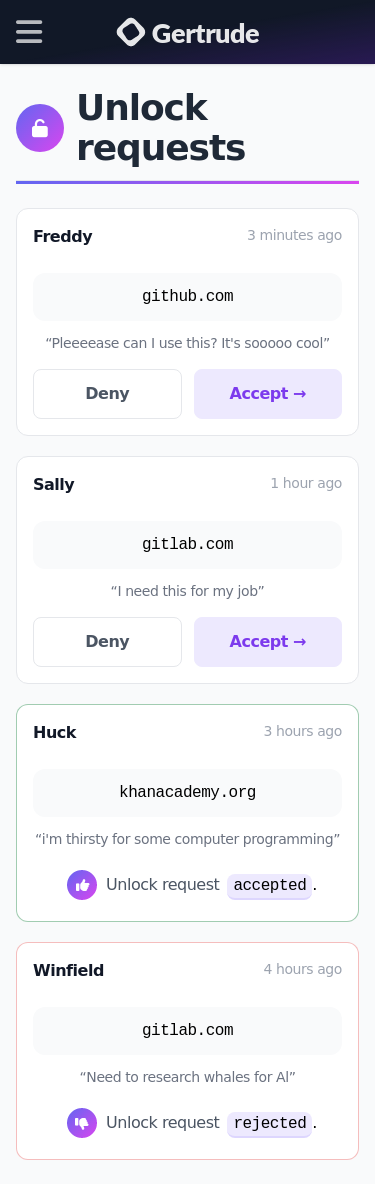 Gertrude
Unlock
requests
Freddy
3 minutes ago
github.com
“Pleeeease can I use this? It's sooooo cool”
Deny
Accept →
Sally
1 hour ago
gitlab.com
“I need this for my job”
Deny
Accept →
Huck
3 hours ago
khanacademy.org
“i'm thirsty for some computer programming”
Unlock request accepted.
Winfield
4 hours ago
gitlab.com
“Need to research whales for Al”
Unlock request rejected.